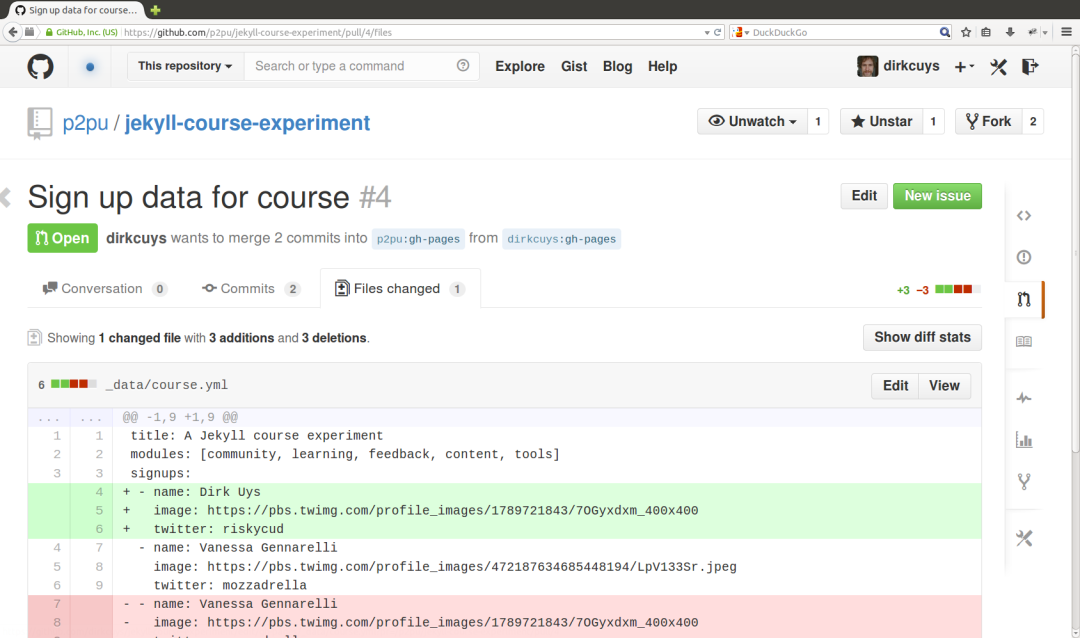 Sign up data for course...
GitHub, Inc. (US) https://github.com/p2pu/jekyll-course-experiment/pull/4/files DuckDuckGo
This repository Search or type a command Explore Gist Blog Help dirkcuys
p2pu / jekyll-course-experiment Unwatch 1 Unstar 1 Fork 2
Sign up data for course #4 Edit New issue
Open dirkcuys wants to merge 2 commits into p2pu:gh-pages from dirkcuys:gh-pages
Conversation 0 Commits 2 Files changed 1 +3 −3
Showing 1 changed file with 3 additions and 3 deletions. Show diff stats
6 _data/course.yml Edit View
... ... @@ -1,9 +1,9 @@
1 1 title: A Jekyll course experiment
2 2 modules: [community, learning, feedback, content, tools]
3 3 signups:
4 + - name: Dirk Uys
5 + image: https://pbs.twimg.com/profile_images/1789721843/7OGyxdxm_400x400
6 + twitter: riskycud
4 7 - name: Vanessa Gennarelli
5 8 image: https://pbs.twimg.com/profile_images/472187634685448194/LpV133Sr.jpeg
6 9 twitter: mozzadrella
7 - - name: Vanessa Gennarelli
8 - image: https://pbs.twimg.com/profile_images/1789721843/7OGyxdxm_400x400